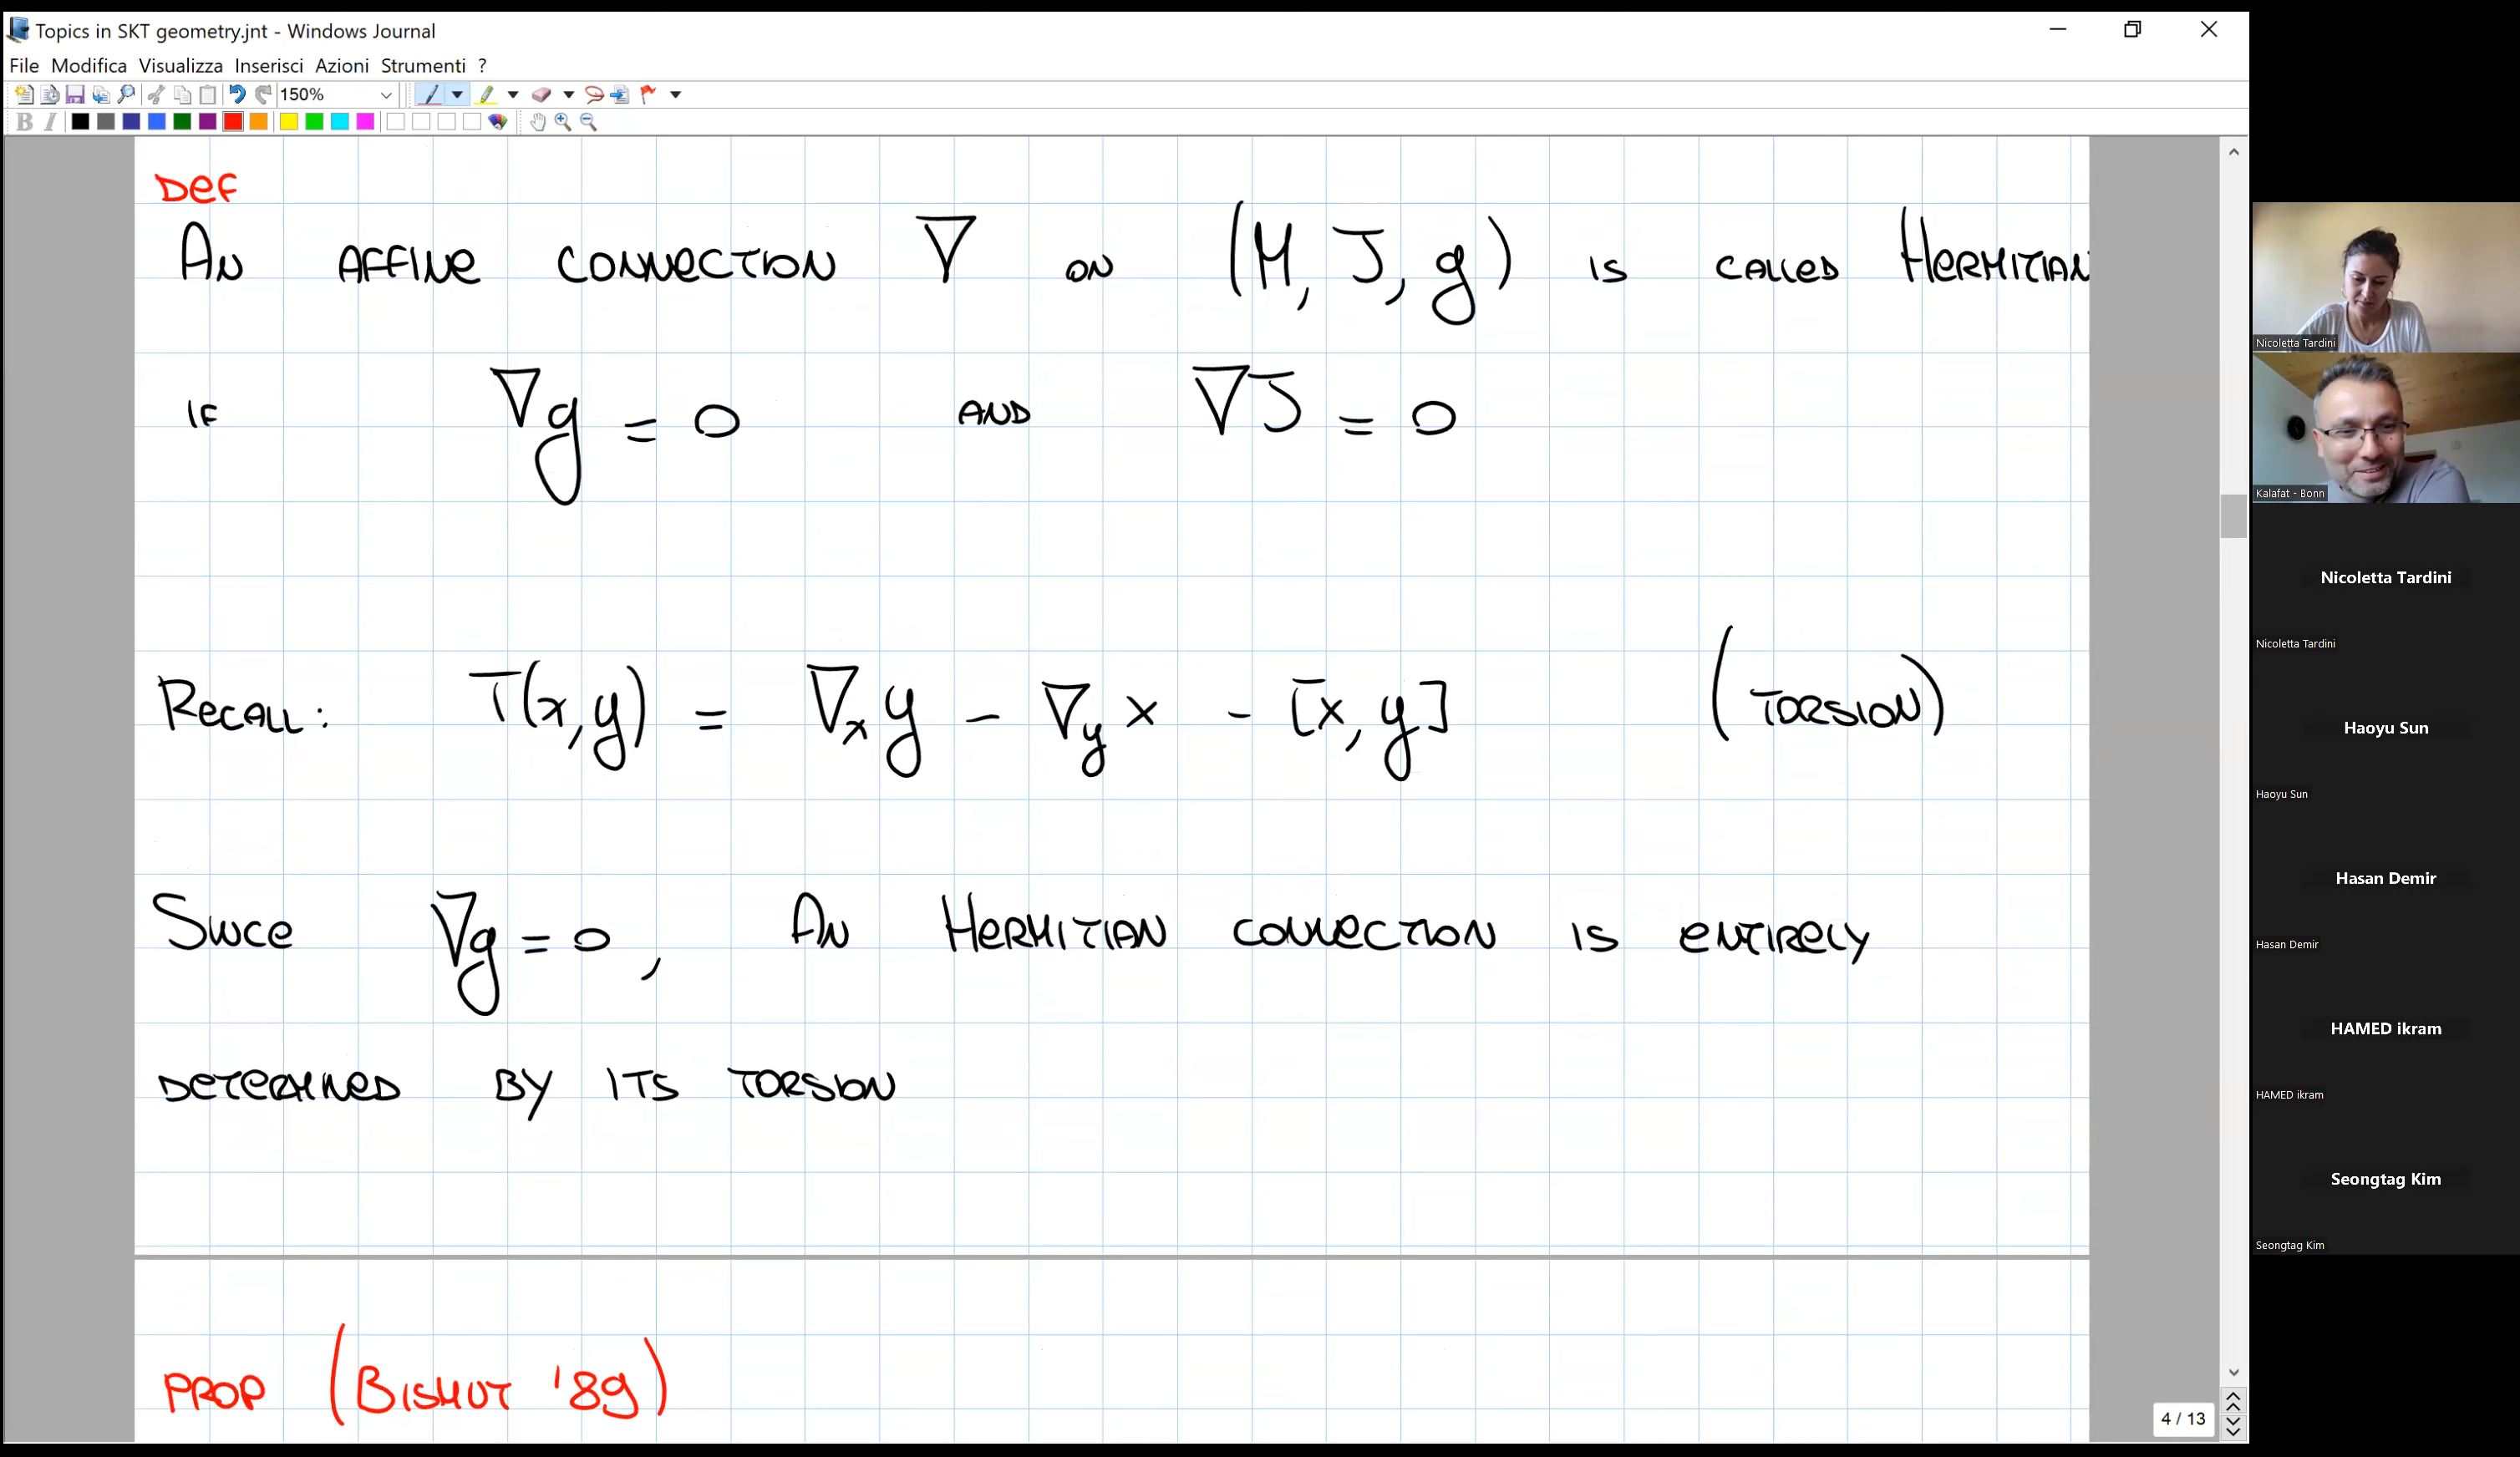 Topics in SKT geometry.jnt - Windows Journal
File Modifica Visualizza Inserisci Azioni Strumenti ?
150%
B I
Def
An affine connection ∇ on (M, J, g) is called Hermitian
if ∇g = 0 and ∇J = 0
Recall: T(x,y) = ∇ₓy - ∇ᵧx - [x,y] (torsion)
Since ∇g = 0, an Hermitian connection is entirely
determined by its torsion
Prop (Bismut '89)
4 / 13
Nicoletta Tardini
Kalafat - Bonn
Nicoletta Tardini
Nicoletta Tardini
Haoyu Sun
Haoyu Sun
Hasan Demir
Hasan Demir
HAMED ikram
HAMED ikram
Seongtag Kim
Seongtag Kim